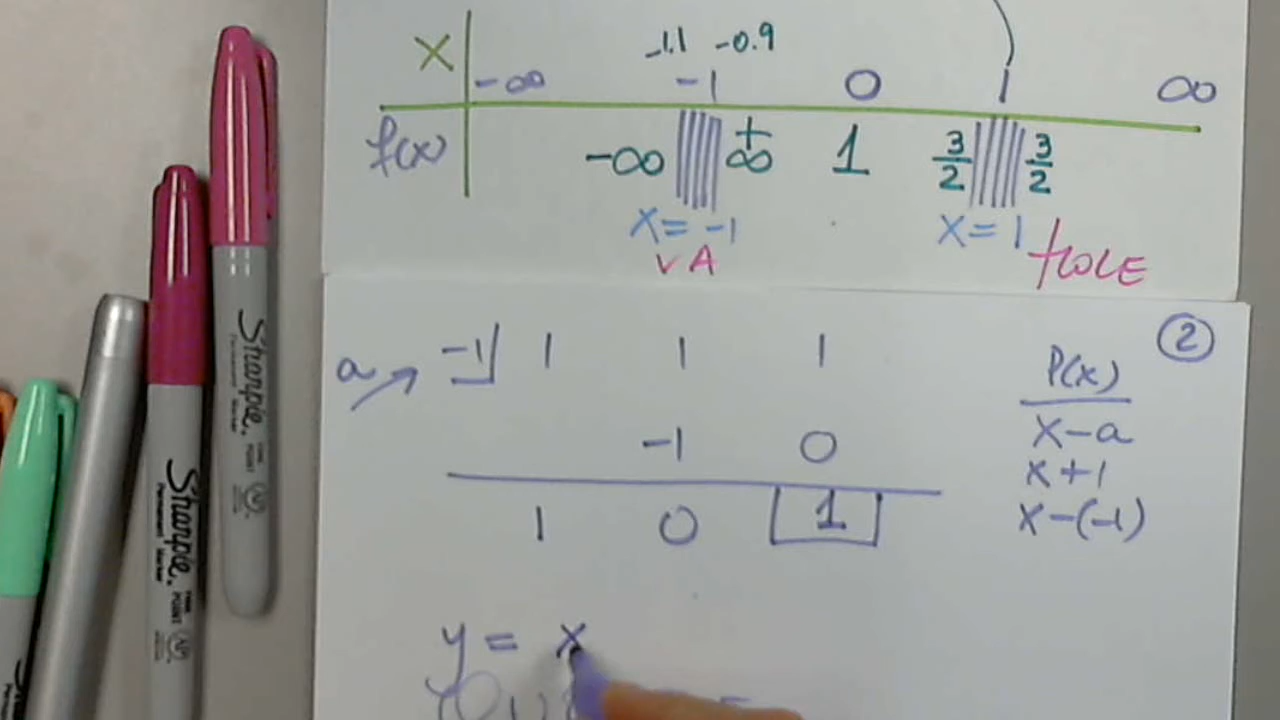 -1.1 -0.9
x -∞ -1 0 1 ∞
f(x) -∞ +∞ 1 3/2 3/2
x = -1 x = 1
VA HOLE
②
a → -1 1 1 1
-1 0
1 0 1
P(x)
x-a
x+1
x-(-1)
y = x
Sharpie
Sharpie